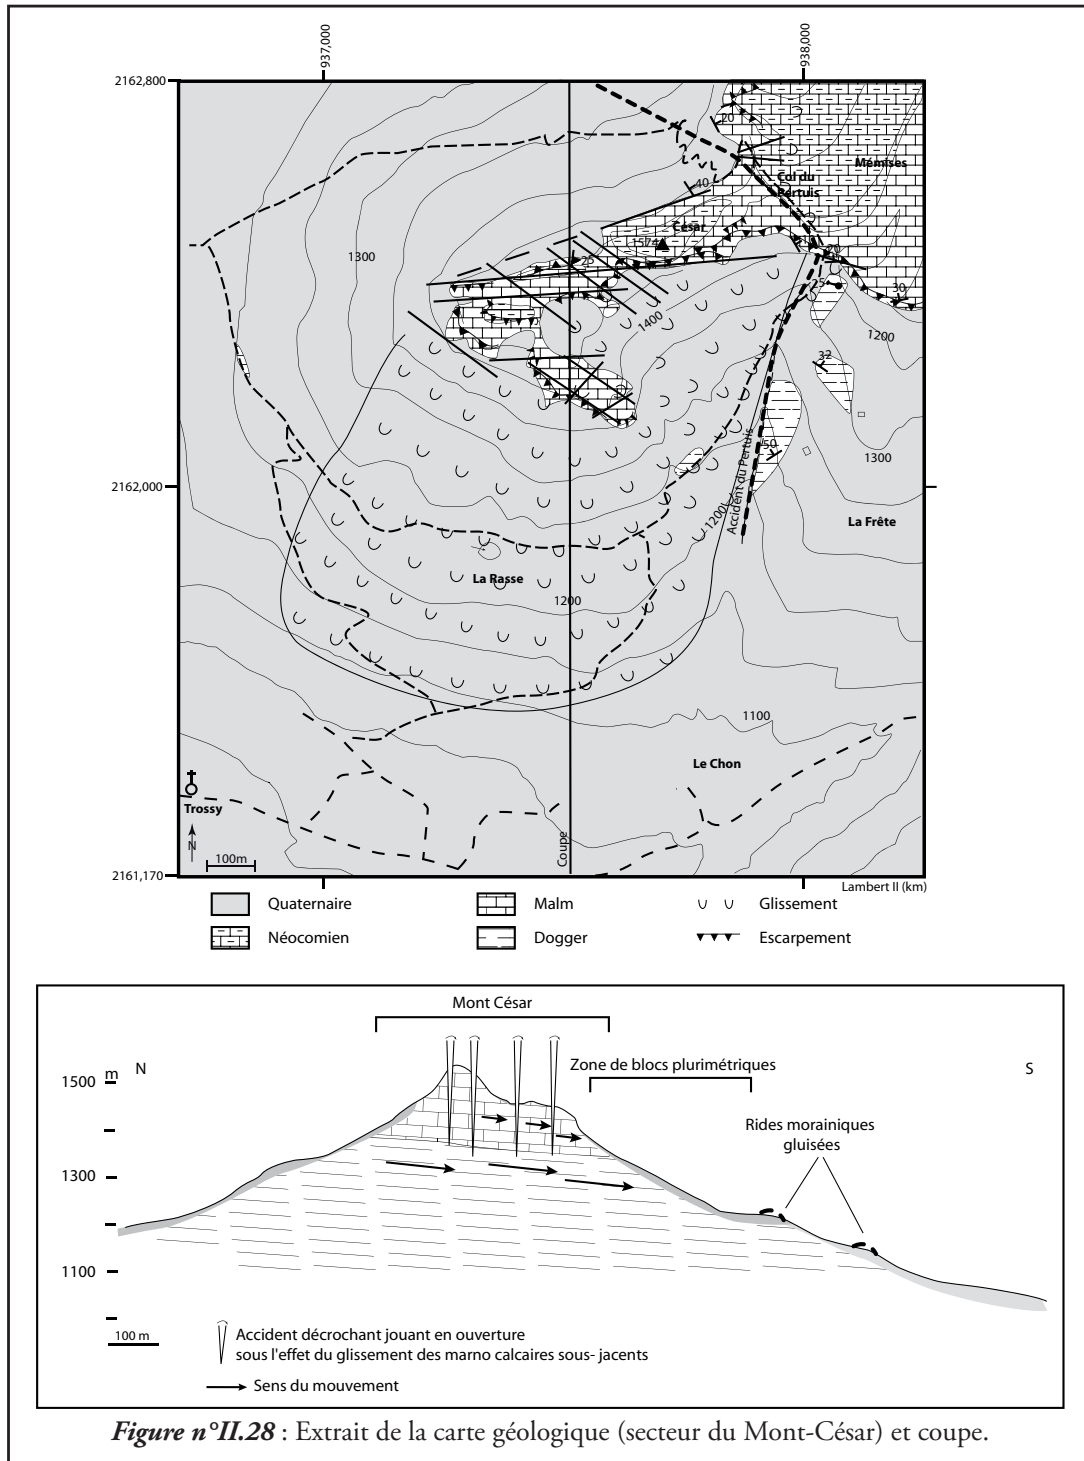 937,000
938,000
2162,800
20
Mémises
Col du
Pertuis
40
César
1574
20
25
1300
25
30
1400
1200
32
50
1300
Accident du Pertuis
2162,000
1200
La Frête
La Rasse
1200
1100
Le Chon
Trossy
N
Coupe
100m
2161,170
Lambert II (km)
Quaternaire
Malm
Glissement
Néocomien
Dogger
Escarpement
Mont César
m
N
Zone de blocs plurimétriques
S
1500
Rides morainiques
gluisées
1300
1100
100 m
Accident décrochant jouant en ouverture
sous l'effet du glissement des marno calcaires sous- jacents
Sens du mouvement
Figure n°II.28 : Extrait de la carte géologique (secteur du Mont-César) et coupe.